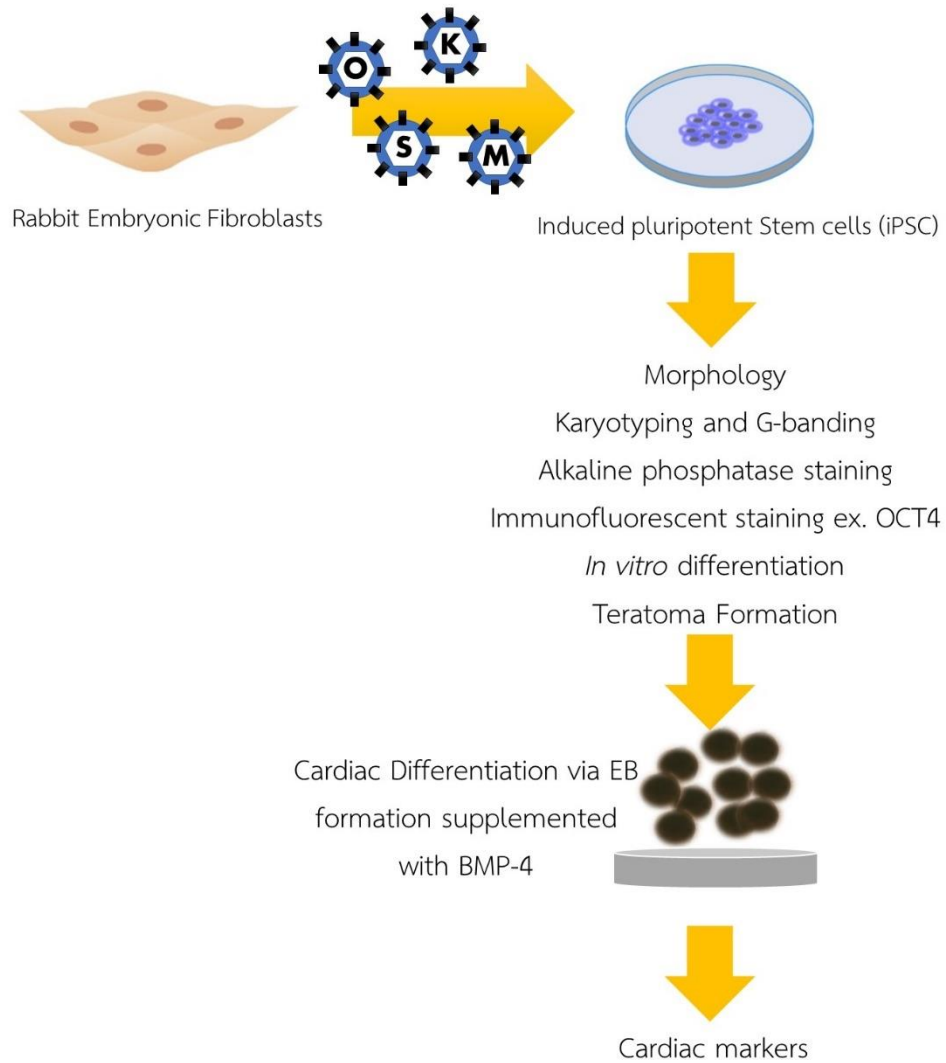 O
K
S
M
Rabbit Embryonic Fibroblasts
Induced pluripotent Stem cells (iPSC)
Morphology
Karyotyping and G-banding
Alkaline phosphatase staining
Immunofluorescent staining ex. OCT4
In vitro differentiation
Teratoma Formation
Cardiac Differentiation via EB
formation supplemented
with BMP-4
Cardiac markers